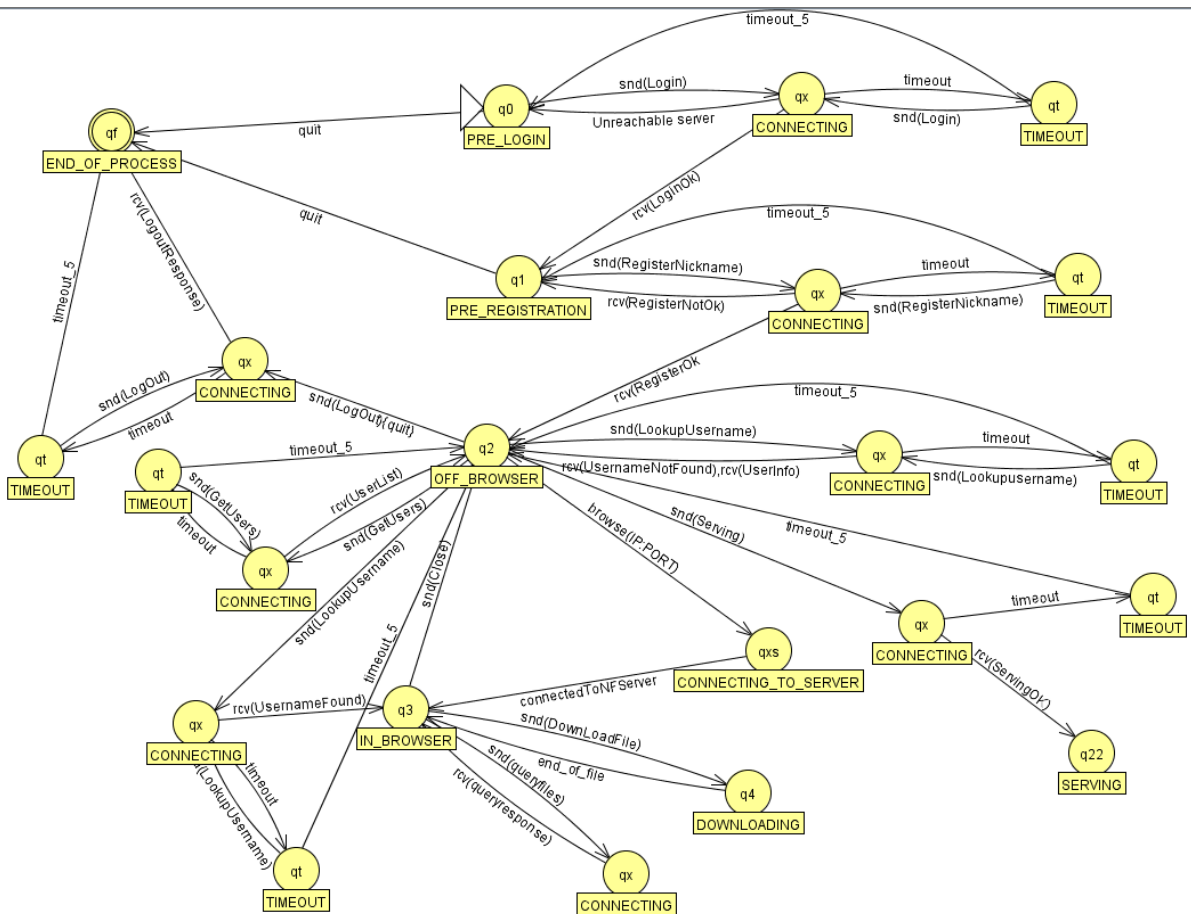 timeout_5
snd(Login)
timeout
q0
qx
qt
Unreachable server
snd(Login)
PRE_LOGIN
CONNECTING
TIMEOUT
qf
quit
END_OF_PROCESS
rcv(LogInOk)
rcv(LogoutResponse)
quit
timeout_5
snd(RegisterNickname)
timeout
q1
qx
qt
rcv(RegisterNotOk)
snd(RegisterNickname)
PRE_REGISTRATION
CONNECTING
TIMEOUT
timeout_5
rcv(RegisterOk
qx
snd(LogOut)
CONNECTING
timeout
snd(LogOut){quit}
timeout_5
snd(LookupUsername)
timeout
q2
qx
qt
rcv(UsernameNotFound),rcv(UserInfo)
snd(Lookupusername)
OFF_BROWSER
CONNECTING
TIMEOUT
qt
TIMEOUT
timeout_5
qt
TIMEOUT
snd(GetUsers)
timeout
rcv(UserList)
snd(GetUsers)
qx
CONNECTING
snd(LookupUsername)
snd(Close)
browse(IP:PORT)
snd(Serving)
timeout_5
timeout
qt
TIMEOUT
qx
CONNECTING
rcv(ServingOK)
q22
SERVING
timeout_5
qxs
CONNECTING_TO_SERVER
connectedToNFServer
qx
rcv(UsernameFound)
q3
CONNECTING
IN_BROWSER
snd(DownLoadFile)
end_of_file
q4
DOWNLOADING
timeout
(LookupUsername)
snd(queryfiles)
rcv(queryresponse)
qt
TIMEOUT
qx
CONNECTING